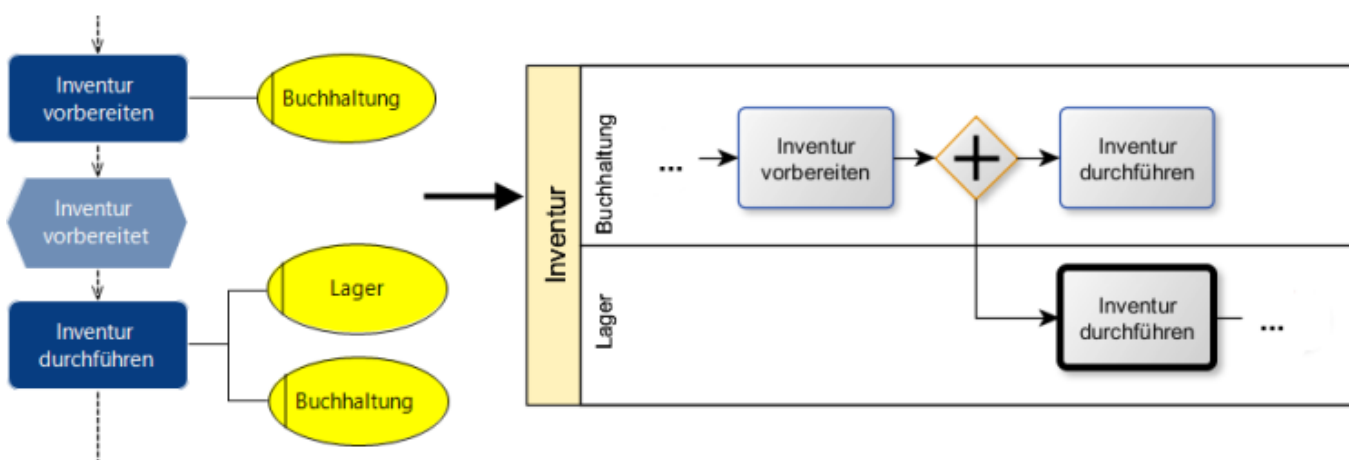 Inventur
vorbereiten
Buchhaltung
Inventur
vorbereitet
Lager
Inventur
durchführen
Buchhaltung
Inventur
Buchhaltung
...
Inventur
vorbereiten
Inventur
durchführen
Lager
Inventur
durchführen
...